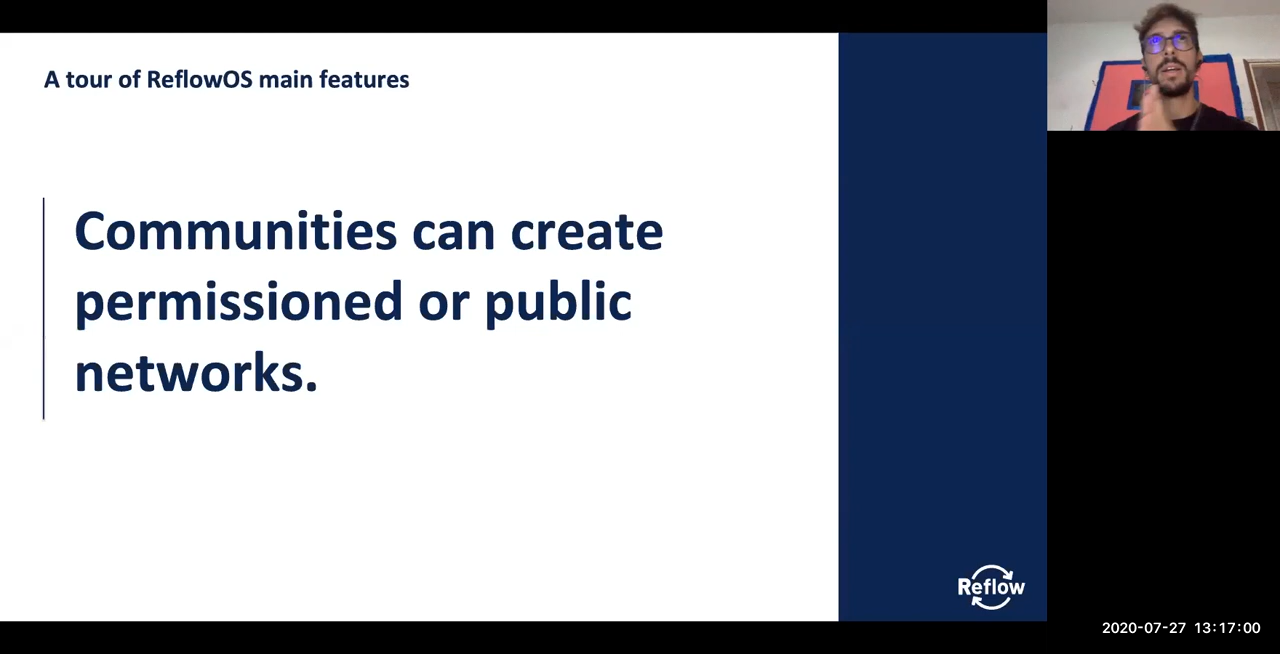 A tour of ReflowOS main features
Communities can create
permissioned or public
networks.
Reflow
2020-07-27 13:17:00